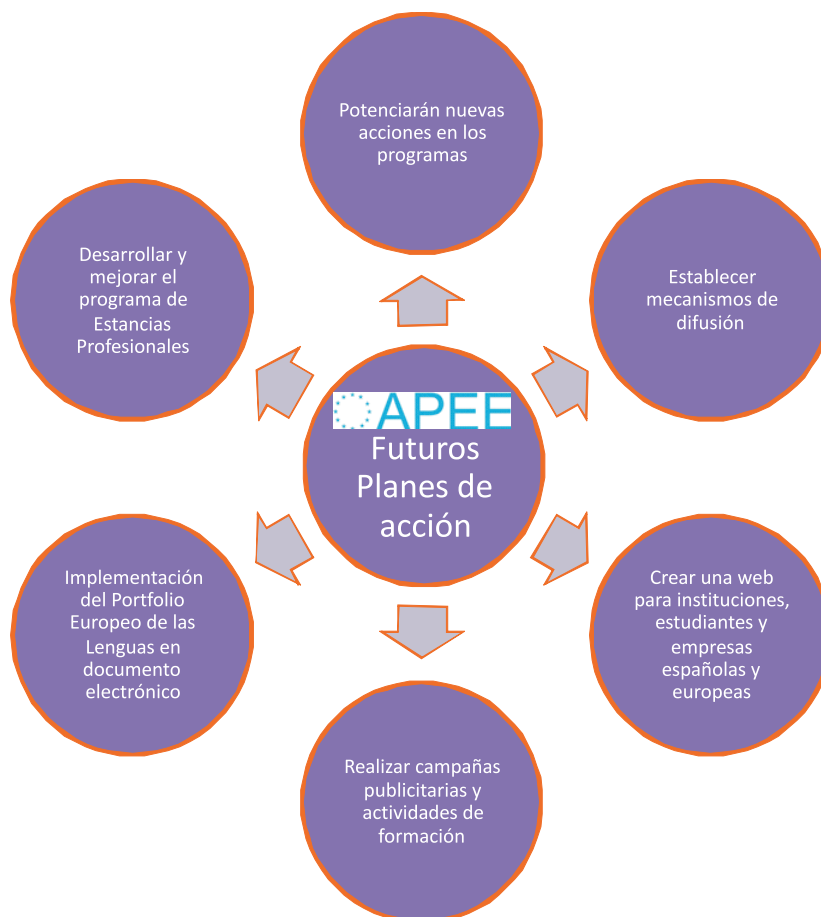 Potenciarán nuevas
acciones en los
programas
Establecer
mecanismos de
difusión
Crear una web
para instituciones,
estudiantes y
empresas
españolas y
europeas
Realizar campañas
publicitarias y
actividades de
formación
Implementación
del Portfolio
Europeo de las
Lenguas en
documento
electrónico
Desarrollar y
mejorar el
programa de
Estancias
Profesionales
APEE
Futuros
Planes de
acción